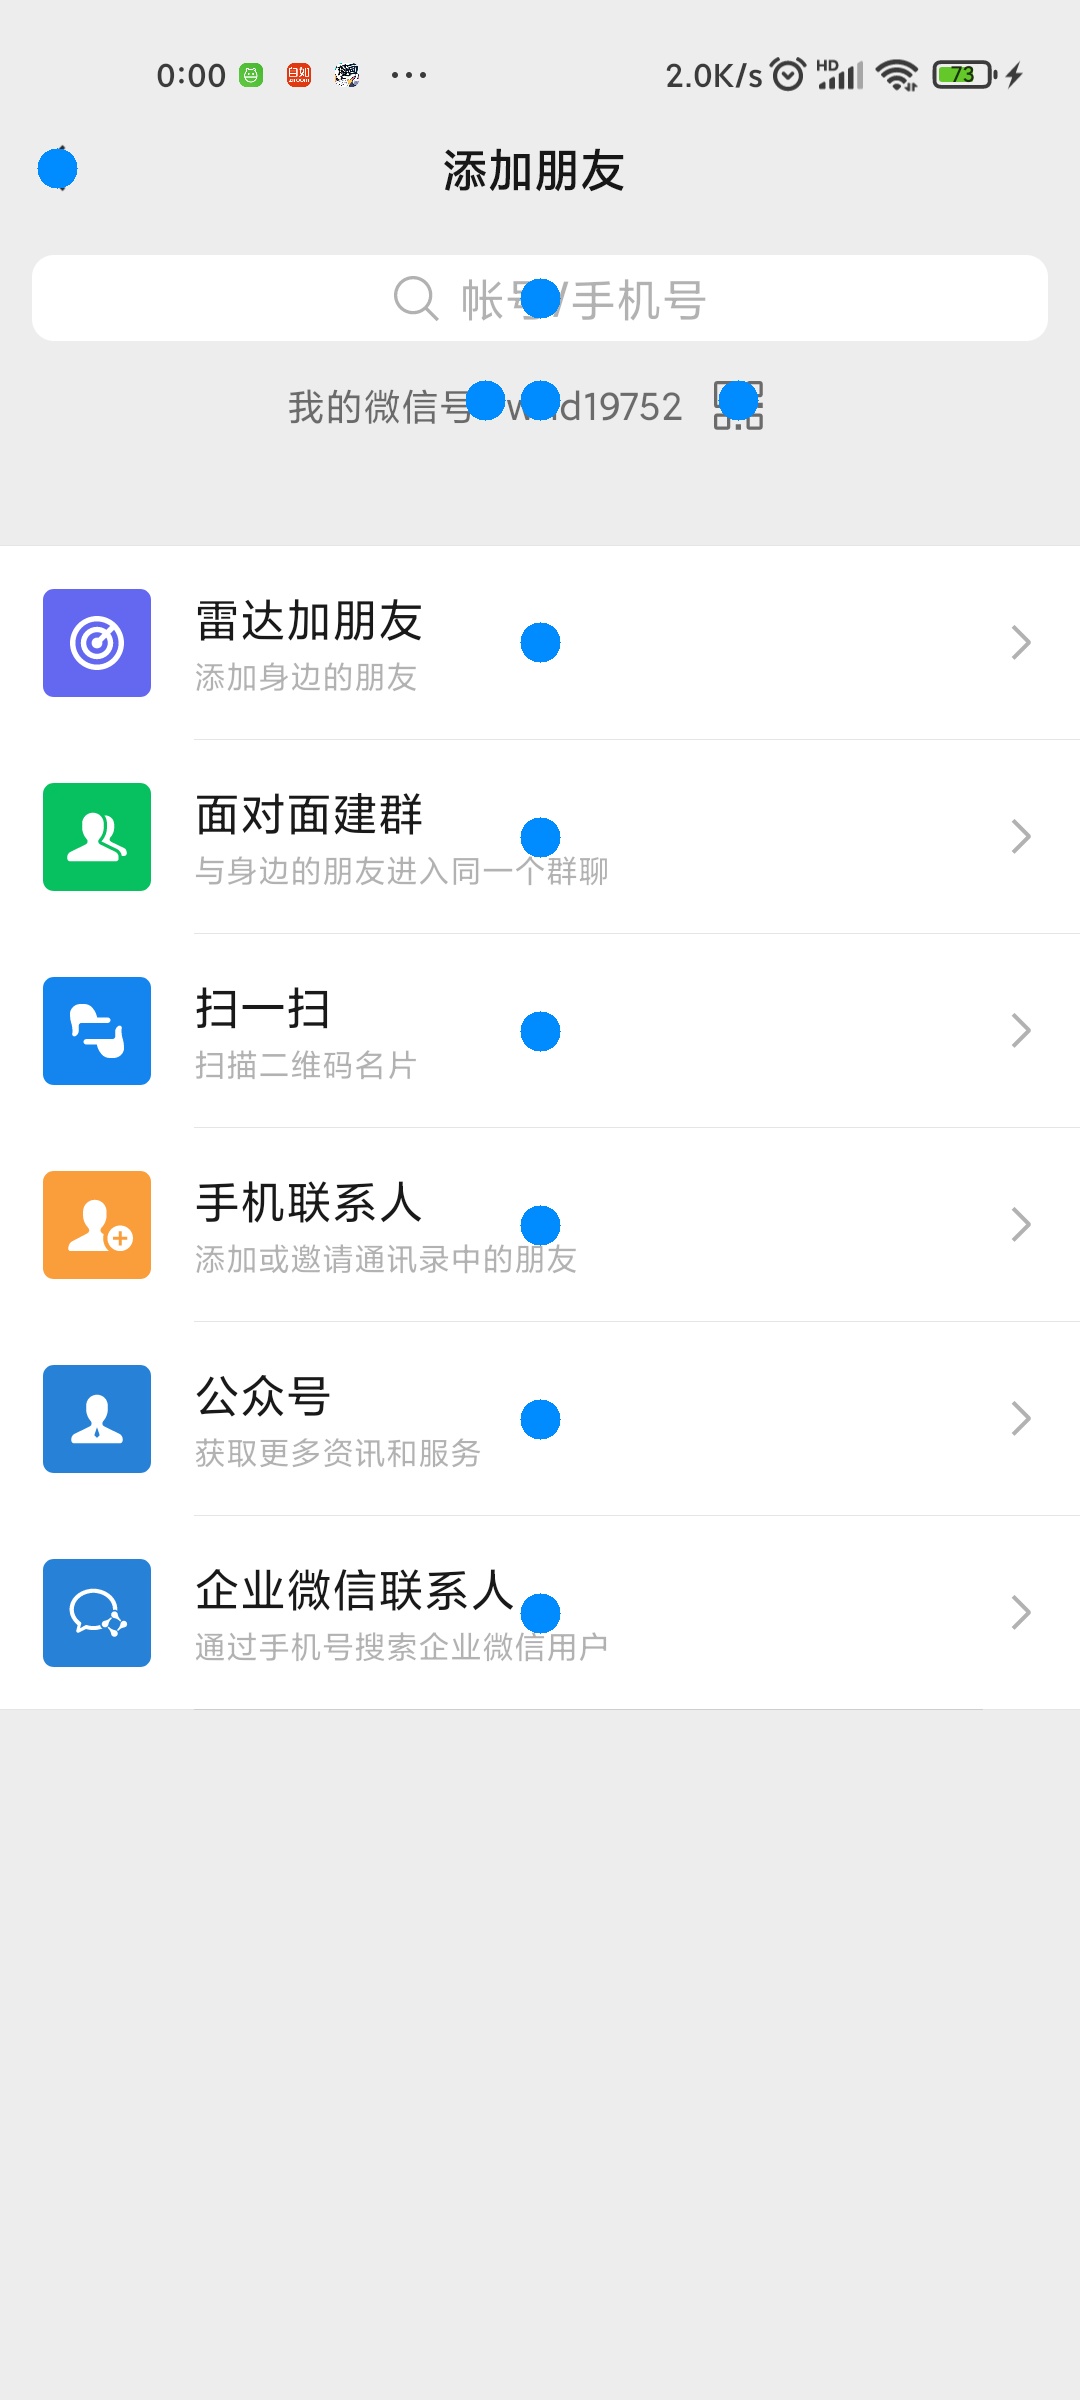 0:00 自如 2.0K/s HD 73
添加朋友
帐号/手机号
我的微信号
雷达加朋友
添加身边的朋友
面对面建群
与身边的朋友进入同一个群聊
扫一扫
扫描二维码名片
手机联系人
添加或邀请通讯录中的朋友
公众号
获取更多资讯和服务
企业微信联系人
通过手机号搜索企业微信用户